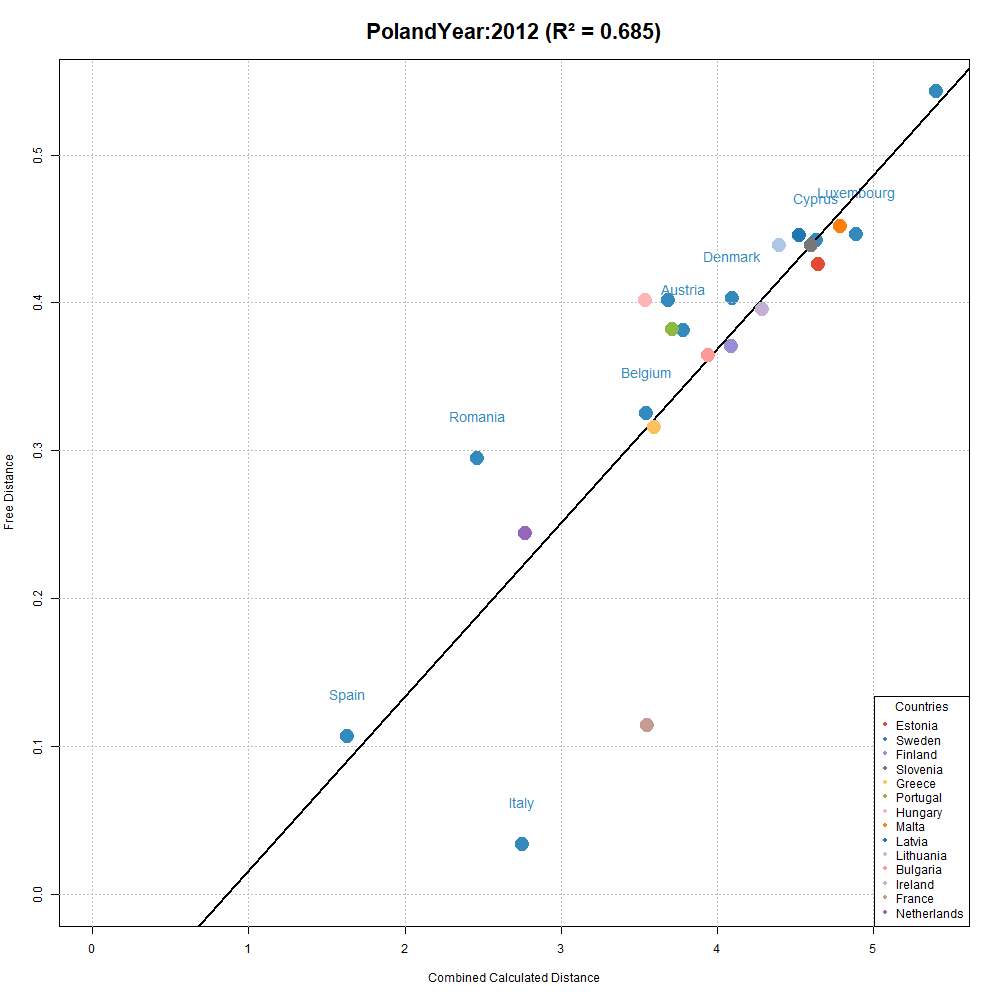 PolandYear:2012 (R² = 0.685)
Free Distance
0.5
0.4
0.3
0.2
0.1
0.0
Luxembourg
Cyprus
Denmark
Austria
Belgium
Romania
Spain
Italy
Countries
Estonia
Sweden
Finland
Slovenia
Greece
Portugal
Hungary
Malta
Latvia
Lithuania
Bulgaria
Ireland
France
Netherlands
0 1 2 3 4 5
Combined Calculated Distance